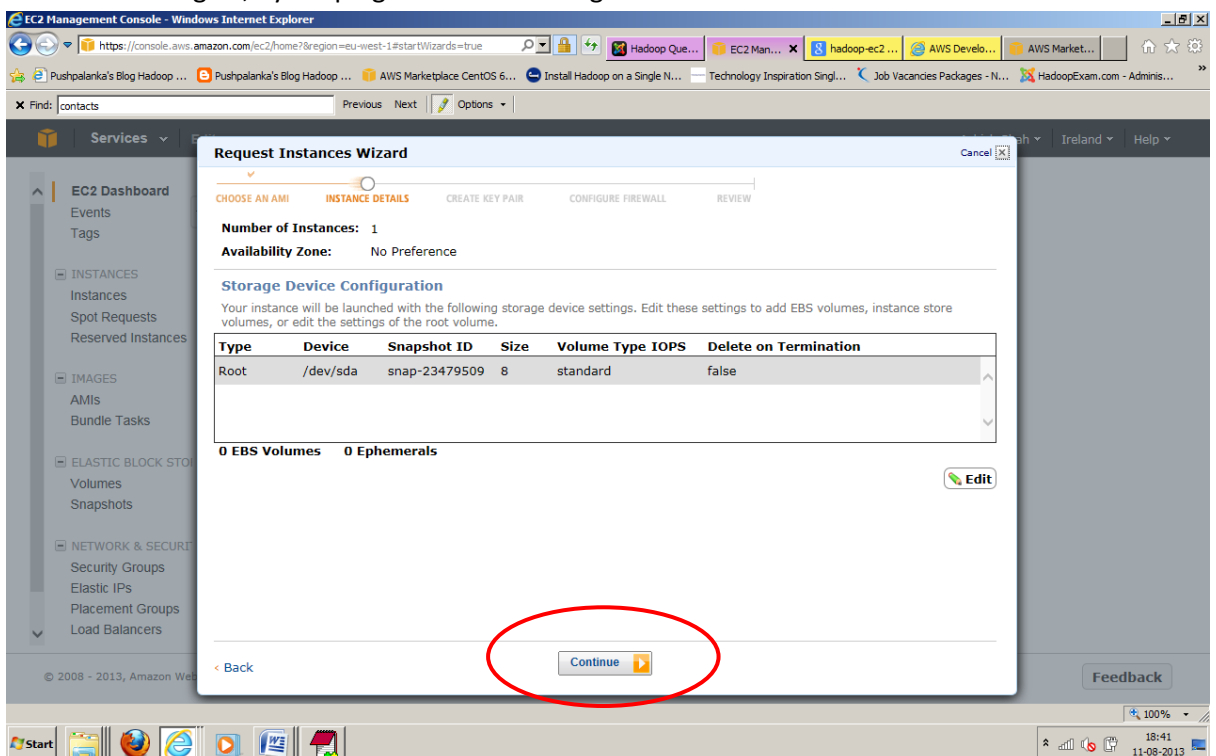 EC2 Management Console - Windows Internet Explorer
https://console.aws.amazon.com/ec2/home?&region=eu-west-1#startWizards=true
Hadoop Que... EC2 Man... hadoop-ec2 ... AWS Develo... AWS Market...
Pushpalanka's Blog Hadoop ... Pushpalanka's Blog Hadoop ... AWS Marketplace CentOS 6... Install Hadoop on a Single N... Technology Inspiration Singl... Job Vacancies Packages - N... HadoopExam.com - Adminis... »
X Find: contacts Previous Next Options
Services Ireland Help
Request Instances Wizard Cancel
CHOOSE AN AMI INSTANCE DETAILS CREATE KEY PAIR CONFIGURE FIREWALL REVIEW
Number of Instances: 1
Availability Zone: No Preference
Storage Device Configuration
Your instance will be launched with the following storage device settings. Edit these settings to add EBS volumes, instance store
volumes, or edit the settings of the root volume.
Type Device Snapshot ID Size Volume Type IOPS Delete on Termination
Root /dev/sda snap-23479509 8 standard false
0 EBS Volumes 0 Ephemerals
Edit
< Back Continue
EC2 Dashboard
Events
Tags
INSTANCES
Instances
Spot Requests
Reserved Instances
IMAGES
AMIs
Bundle Tasks
ELASTIC BLOCK STO
Volumes
Snapshots
NETWORK & SECURI
Security Groups
Elastic IPs
Placement Groups
Load Balancers
© 2008 - 2013, Amazon Web
Feedback
100%
Start
18:41
11-08-2013